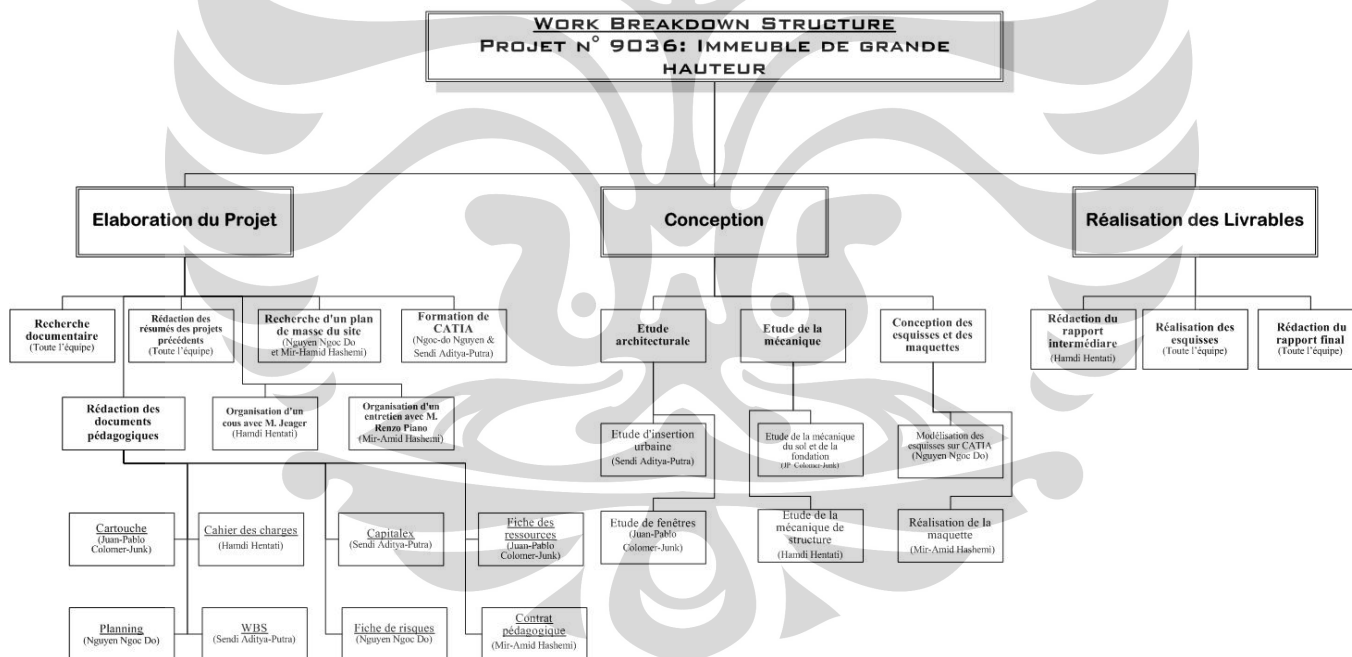 WORK BREAKDOWN STRUCTURE
PROJET N° 9036: IMMEUBLE DE GRANDE
HAUTEUR
Elaboration du Projet
Conception
Réalisation des Livrables
Recherche
documentaire
(Toute l'équipe)
Rédaction des
résumés des projets
précédents
(Toute l'équipe)
Recherche d'un plan
de masse du site
(Nguyen Ngoc Do
et Mir-Hamid Hashemi)
Formation de
CATIA
(Ngoc-do Nguyen &
Sendi Aditya-Putra)
Etude
architecturale
Etude de la
mécanique
Conception des
esquisses et des
maquettes
Rédaction du
rapport
intermédiare
(Hamdi Hentati)
Réalisation des
esquisses
(Toute l'équipe)
Rédaction du
rapport final
(Toute l'équipe)
Rédaction des
documents
pédagogiques
Organisation d'un
cous avec M. Jeager
(Hamdi Hentati)
Organisation d'un
entretien avec M.
Renzo Piano
(Mir-Amid Hashemi)
Etude d'insertion
urbaine
(Sendi Aditya-Putra)
Etude de la mécanique
du sol et de la
fondation
(JP Colomer-Junk)
Modélisation des
esquisses sur CATIA
(Nguyen Ngoc Do)
Cartouche
(Juan-Pablo
Colomer-Junk)
Cahier des charges
(Hamdi Hentati)
Capitalex
(Sendi Aditya-Putra)
Fiche des
ressources
(Juan-Pablo
Colomer-Junk)
Etude de fenêtres
(Juan-Pablo
Colomer-Junk)
Etude de la
mécanique de
structure
(Hamdi Hentati)
Réalisation de la
maquette
(Mir-Amid Hashemi)
Planning
(Nguyen Ngoc Do)
WBS
(Sendi Aditya-Putra)
Fiche de risques
(Nguyen Ngoc Do)
Contrat
pédagogique
(Mir-Amid Hashemi)